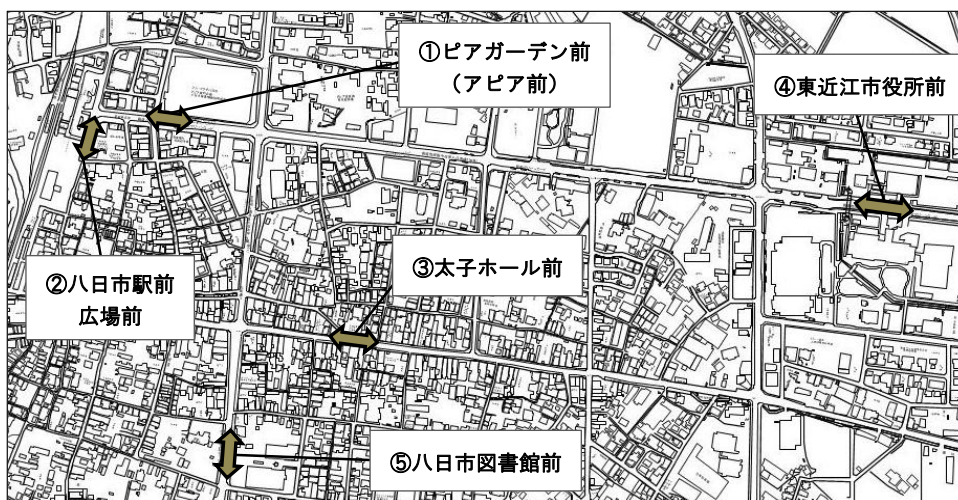 ①ピアガーデン前
（アピア前）
④東近江市役所前
②八日市駅前
広場前
③太子ホール前
⑤八日市図書館前